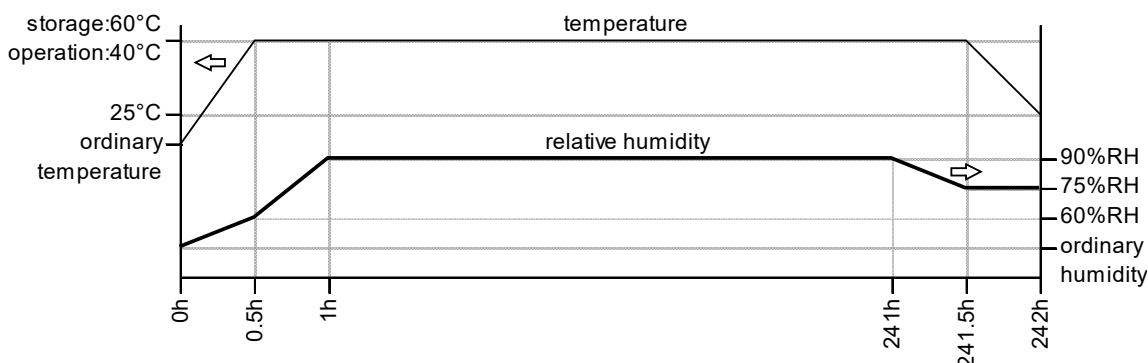 storage:60°C
operation:40°C
temperature
25°C
ordinary
temperature
relative humidity
90%RH
75%RH
60%RH
ordinary
humidity
0h
0.5h
1h
241h
241.5h
242h